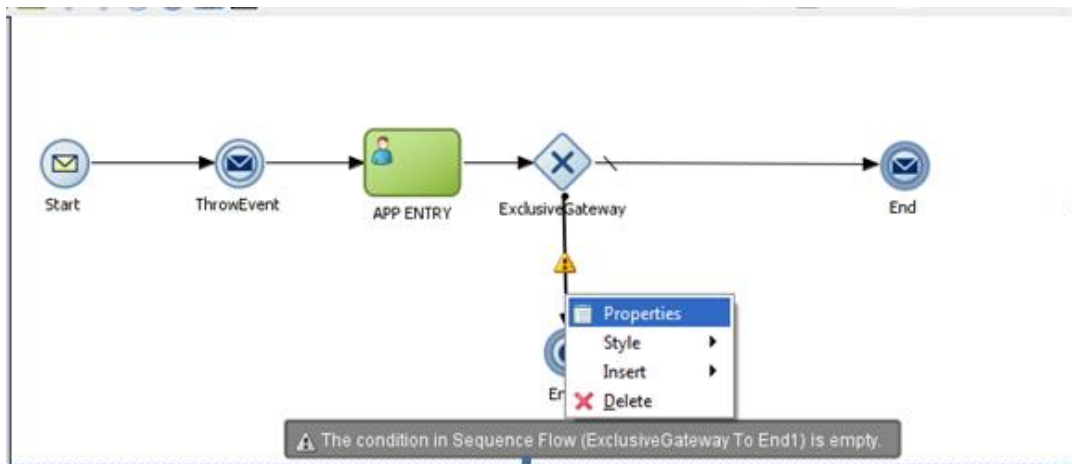 Start
ThrowEvent
APP ENTRY
ExclusiveGateway
End
Properties
Style
Insert
Delete
The condition in Sequence Flow (ExclusiveGateway To End1) is empty.